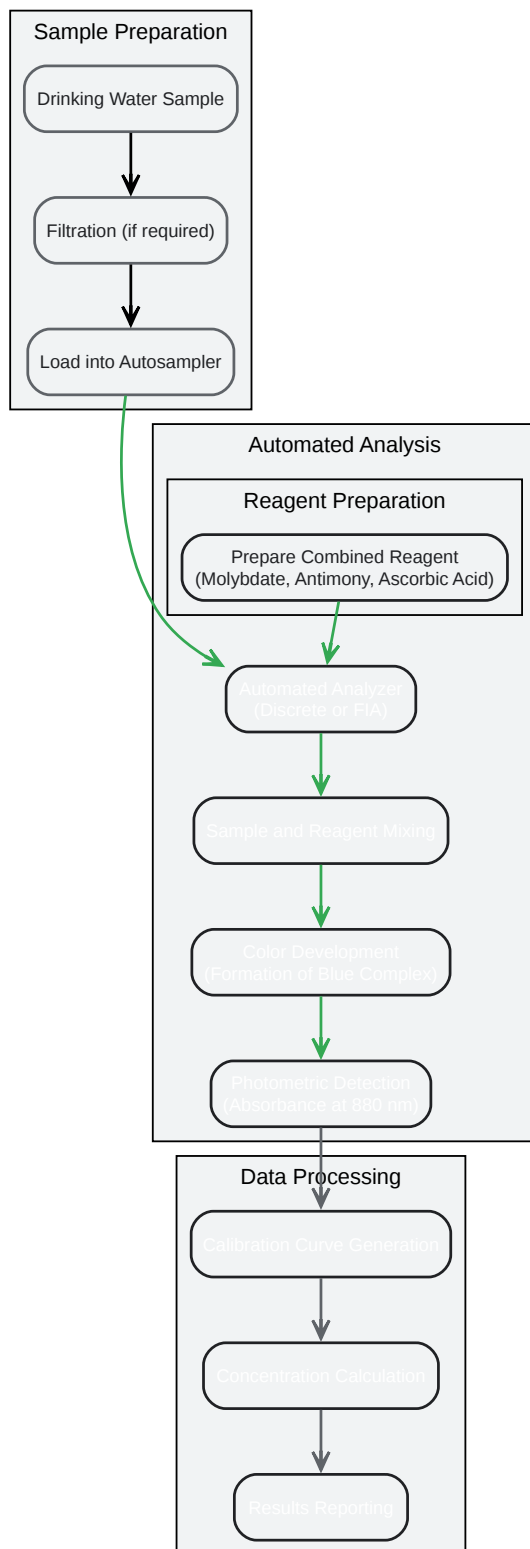 Sample Preparation
Drinking Water Sample
Filtration (if required)
Load into Autosampler
Automated Analysis
Reagent Preparation
Prepare Combined Reagent
(Molybdate, Antimony, Ascorbic Acid)
Automated Analyzer
(Discrete or FIA)
Sample and Reagent Mixing
Color Development
(Formation of Blue Complex)
Photometric Detection
(Absorbance at 880 nm)
Data Processing
Calibration Curve Generation
Concentration Calculation
Results Reporting